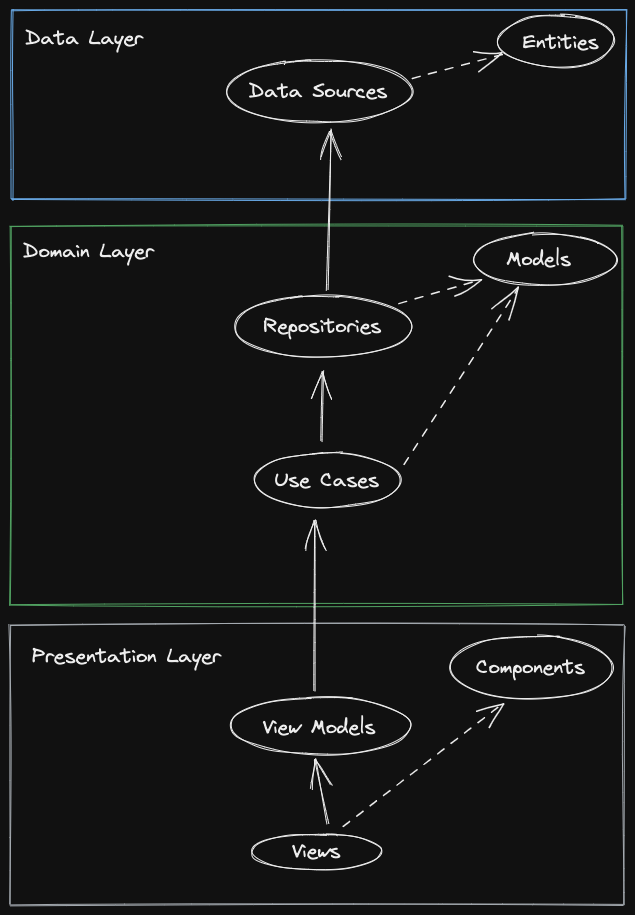 Data Layer
Entities
Data Sources
Domain Layer
Models
Repositories
Use Cases
Presentation Layer
Components
View Models
Views